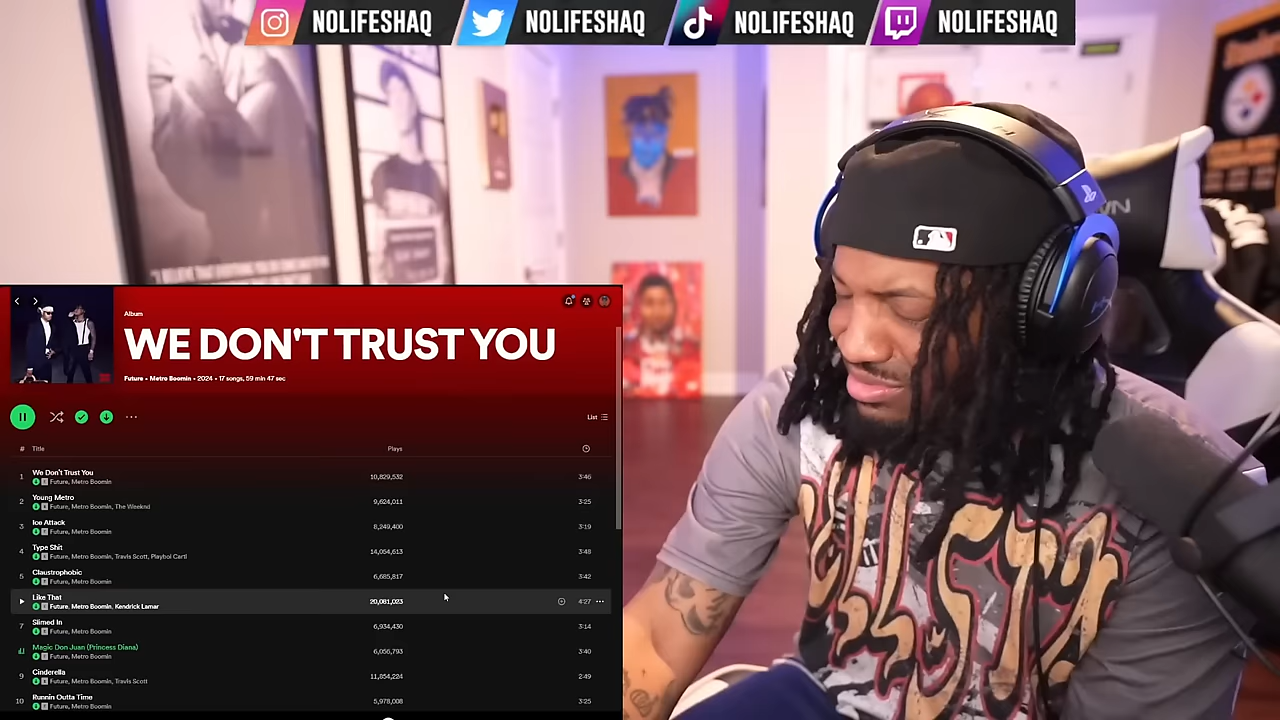 NOLIFESHAQ NOLIFESHAQ NOLIFESHAQ NOLIFESHAQ
Steelers
Album
WE DON'T TRUST YOU
Future • Metro Boomin • 2024 • 17 songs, 59 min 47 sec
List
# Title Plays
1 We Don't Trust You 10,829,532 3:46
Future, Metro Boomin
2 Young Metro 9,624,011 3:25
Future, Metro Boomin, The Weeknd
3 Ice Attack 8,249,400 3:19
Future, Metro Boomin
4 Type Shit 14,054,613 3:48
Future, Metro Boomin, Travis Scott, Playboi Carti
5 Claustrophobic 6,685,817 3:42
Future, Metro Boomin
Like That 20,081,023 4:27
Future, Metro Boomin, Kendrick Lamar
7 Slimed In 6,934,430 3:14
Future, Metro Boomin
Magic Don Juan (Princess Diana) 6,056,793 3:40
Future, Metro Boomin
9 Cinderella 11,854,224 2:49
Future, Metro Boomin, Travis Scott
10 Runnin Outta Time 5,978,008 3:25
Future, Metro Boomin